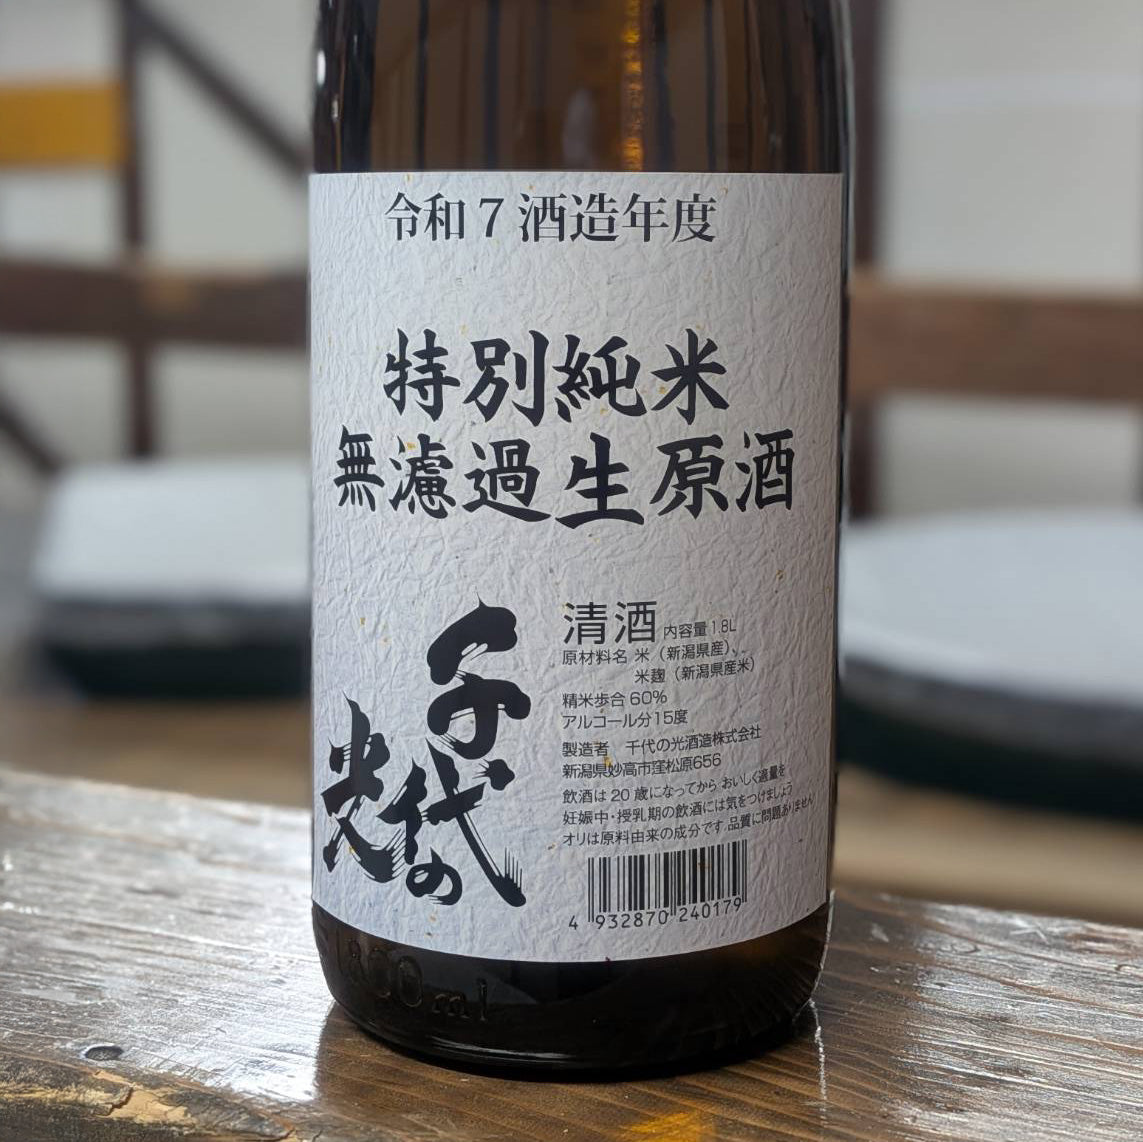 令和7酒造年度
特別純米
無濾過生原酒
千代の光
清酒 内容量1.8L
原材料名 米（新潟県産）、
米麹（新潟県産米）
精米歩合60%
アルコール分15度
製造者 千代の光酒造株式会社
新潟県妙高市窪松原656
飲酒は20歳になってから おいしく適量を
妊娠中・授乳期の飲酒には気をつけましょう
オリは原料由来の成分です。品質に問題ありません
4 932870 240179
1800ml